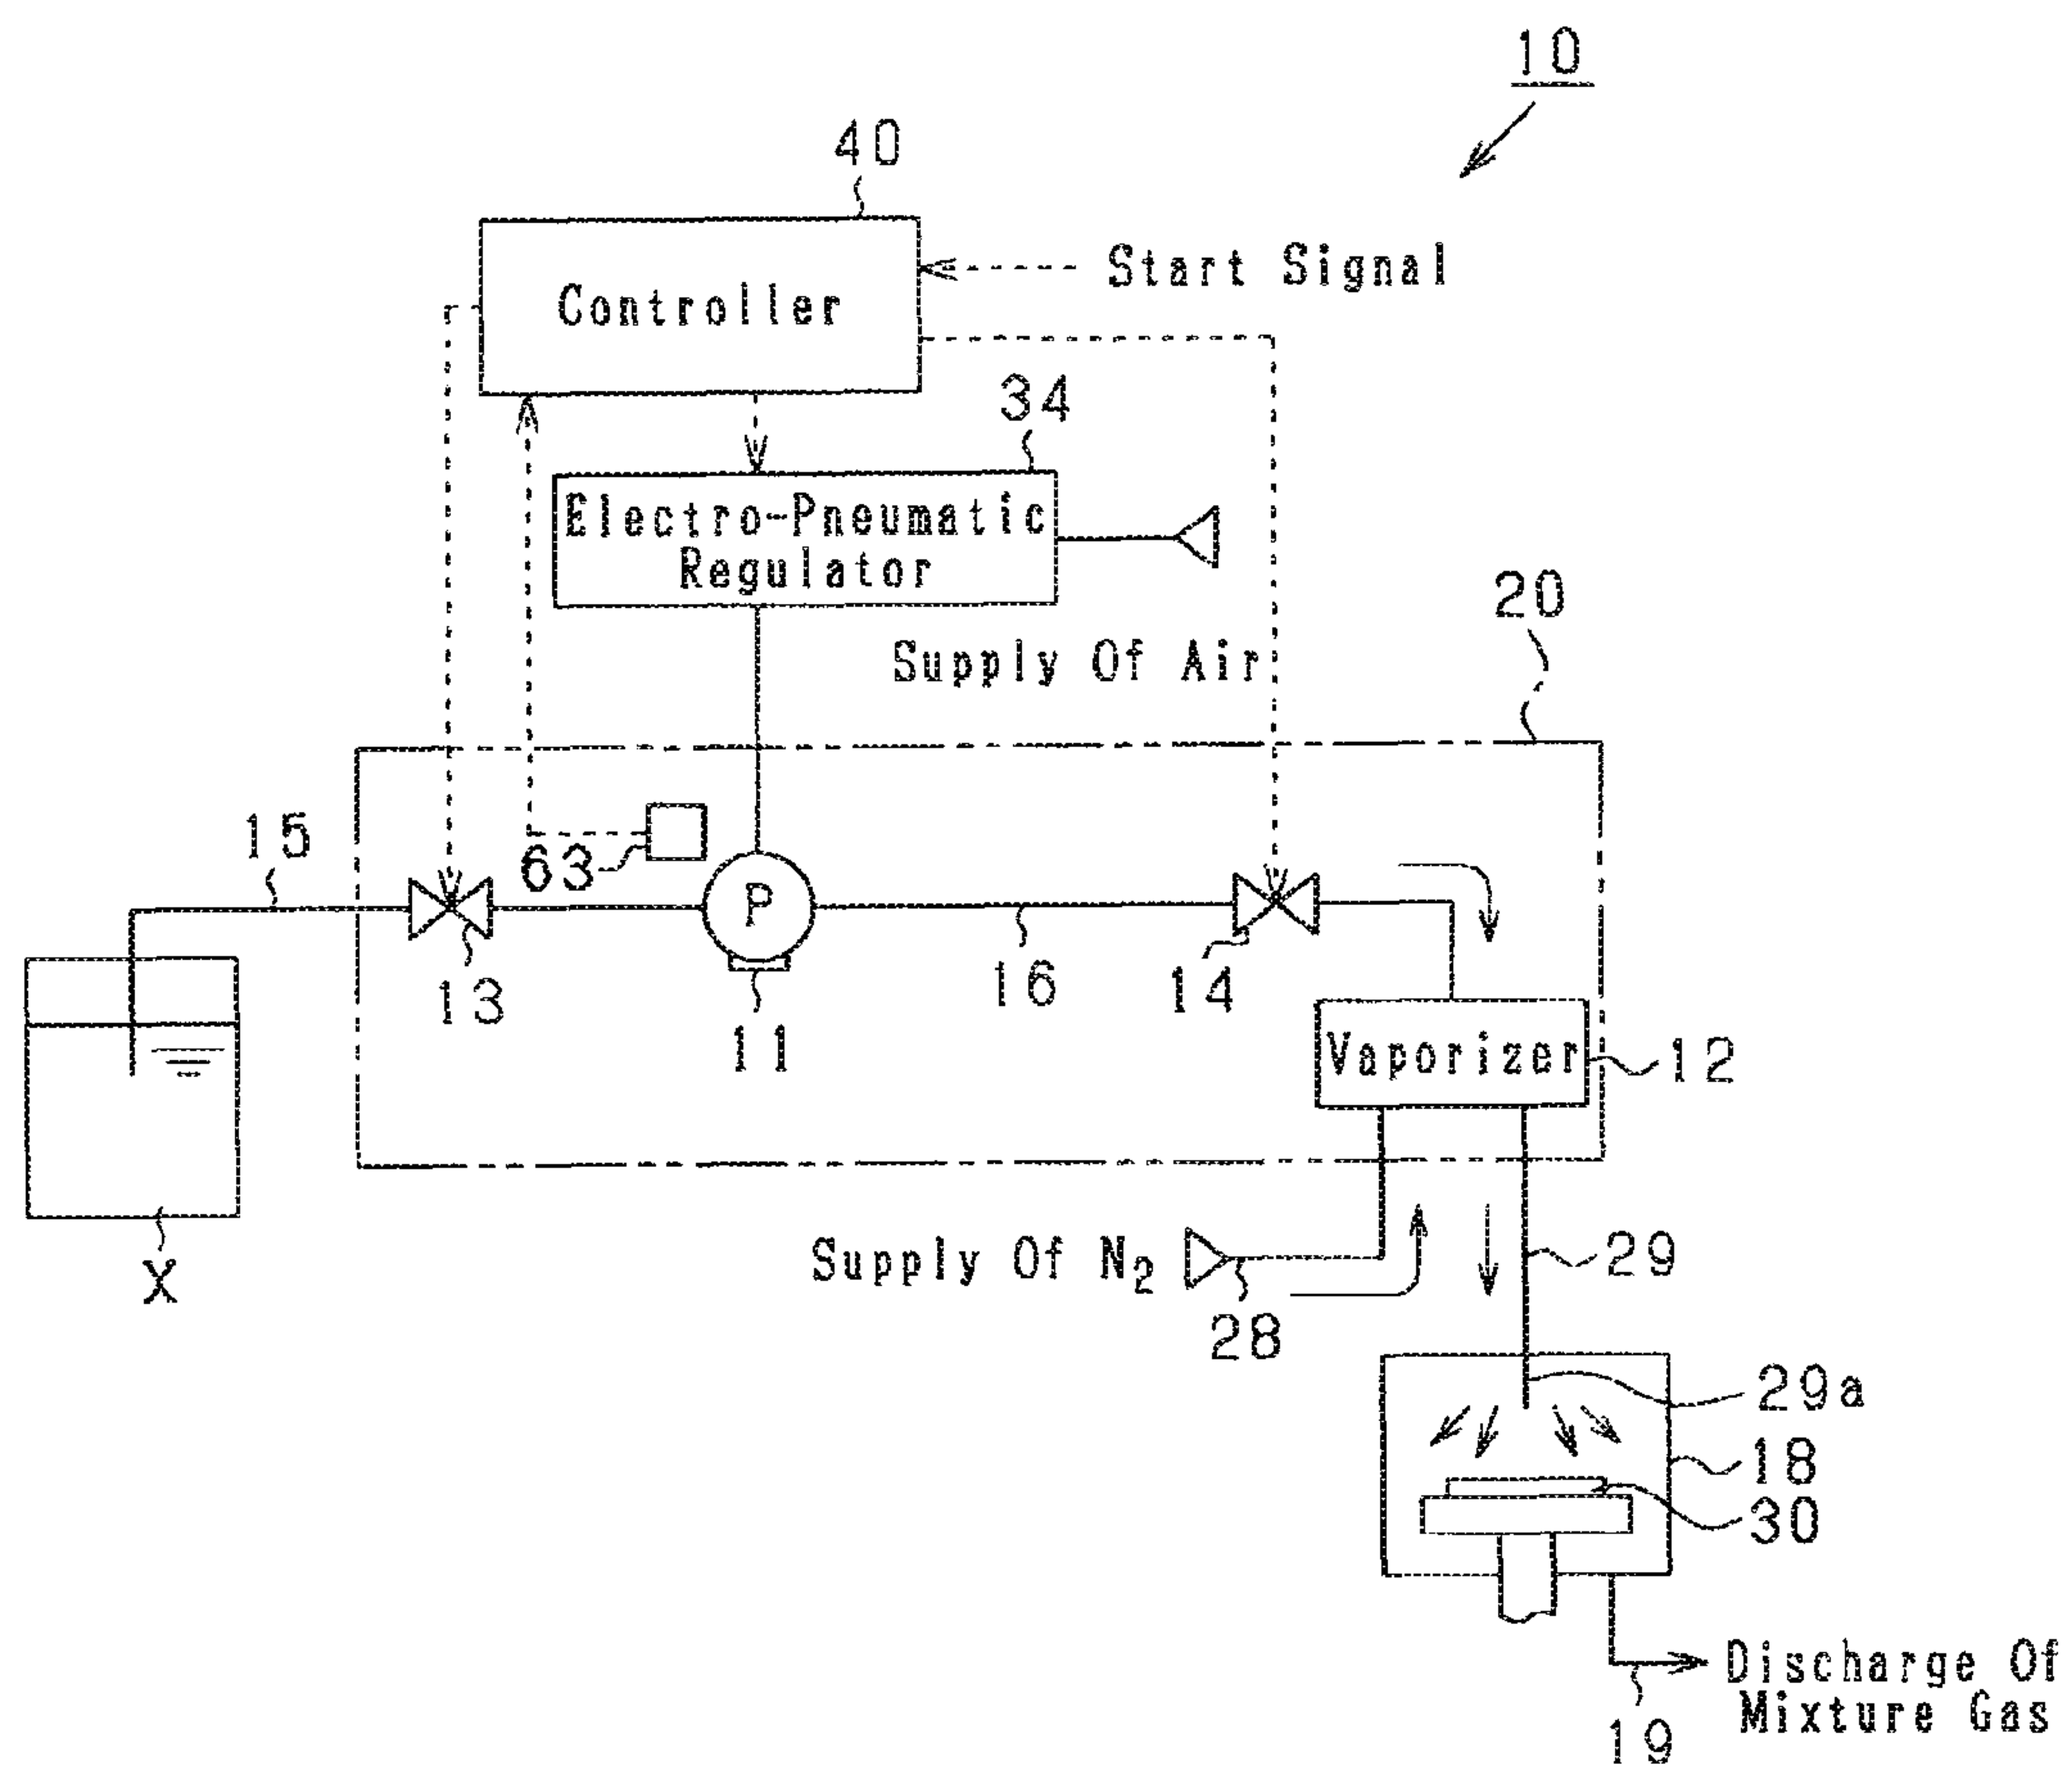 10
40
Controller
Start Signal
34
Electro-Pneumatic
Regulator
Supply Of Air
20
15
63
P
13
11
16
14
Vaporizer
12
X
Supply Of N₂
28
29
29a
18
30
19
Discharge Of
Mixture Gas